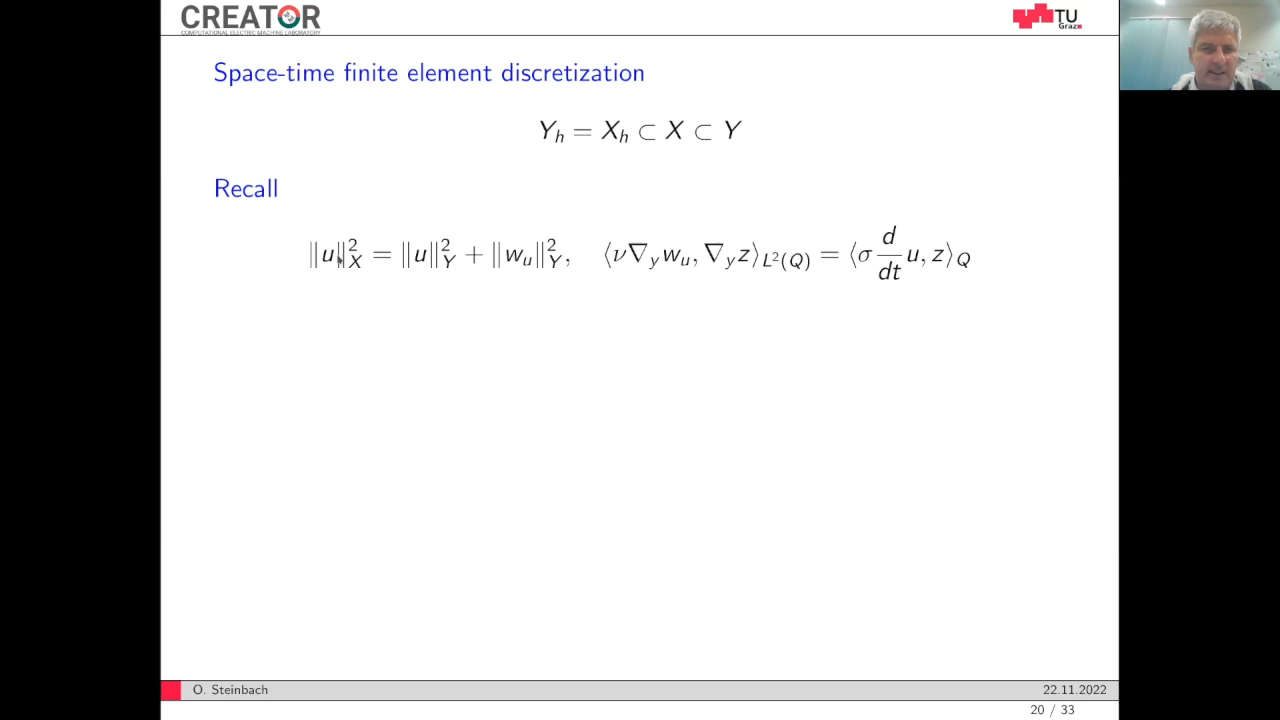 CREATOR
COMPUTATIONAL ELECTRIC MACHINE LABORATORY
TU
Graz
Space-time finite element discretization
Y_h = X_h ⊂ X ⊂ Y
Recall
‖u‖²_X = ‖u‖²_Y + ‖w_u‖²_Y, ⟨ν∇_y w_u, ∇_y z⟩_{L²(Q)} = ⟨σ d/dt u, z⟩_Q
O. Steinbach 22.11.2022
20 / 33